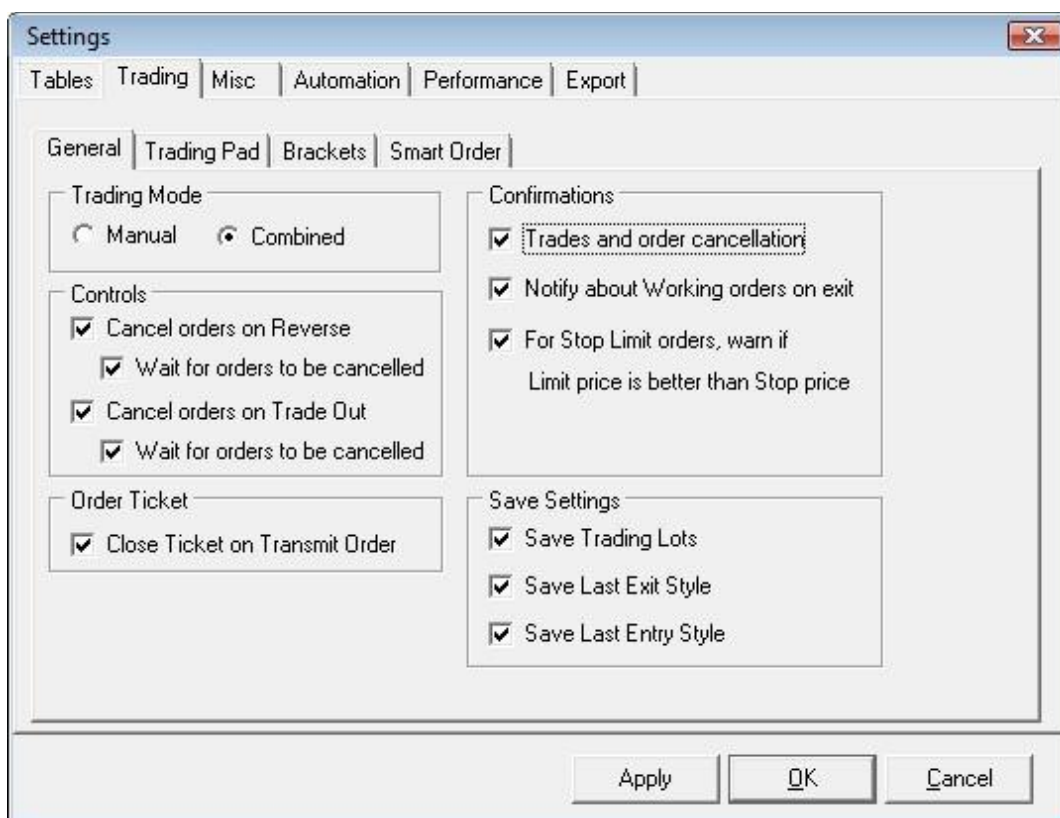 Settings
Tables Trading Misc Automation Performance Export
General Trading Pad Brackets Smart Order
Trading Mode
Manual Combined
Controls
Cancel orders on Reverse
Wait for orders to be cancelled
Cancel orders on Trade Out
Wait for orders to be cancelled
Order Ticket
Close Ticket on Transmit Order
Confirmations
Trades and order cancellation
Notify about Working orders on exit
For Stop Limit orders, warn if
Limit price is better than Stop price
Save Settings
Save Trading Lots
Save Last Exit Style
Save Last Entry Style
Apply OK Cancel